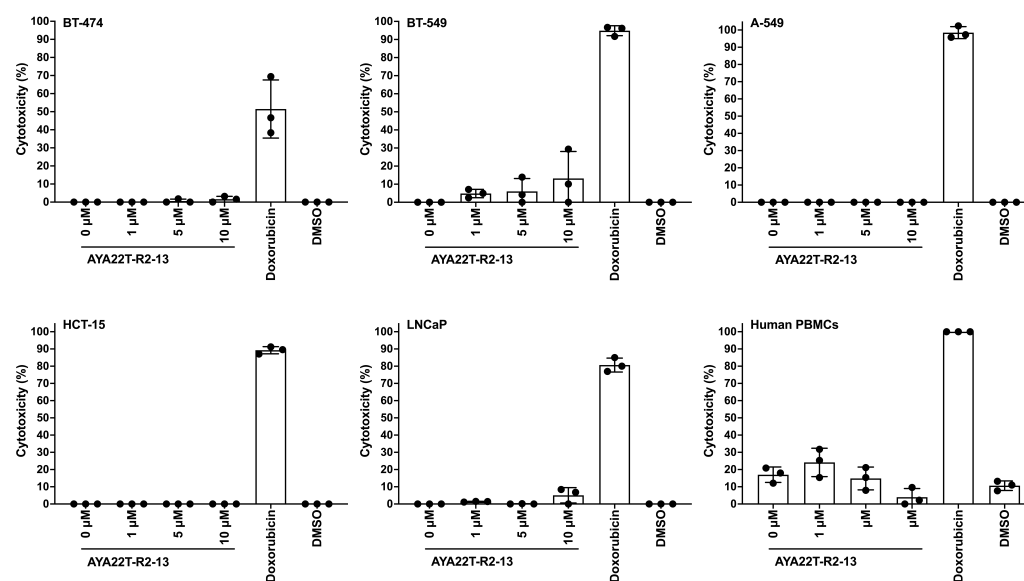 BT-474
Cytotoxicity (%)
100
90
80
70
60
50
40
30
20
10
0
0 µM
1 µM
5 µM
10 µM
Doxorubicin
DMSO
AYA22T-R2-13
BT-549
Cytotoxicity (%)
100
90
80
70
60
50
40
30
20
10
0
0 µM
1 µM
5 µM
10 µM
Doxorubicin
DMSO
AYA22T-R2-13
A-549
Cytotoxicity (%)
100
90
80
70
60
50
40
30
20
10
0
0 µM
1 µM
5 µM
10 µM
Doxorubicin
DMSO
AYA22T-R2-13
HCT-15
Cytotoxicity (%)
100
90
80
70
60
50
40
30
20
10
0
0 µM
1 µM
5 µM
10 µM
Doxorubicin
DMSO
AYA22T-R2-13
LNCaP
Cytotoxicity (%)
100
90
80
70
60
50
40
30
20
10
0
0 µM
1 µM
5 µM
10 µM
Doxorubicin
DMSO
AYA22T-R2-13
Human PBMCs
Cytotoxicity (%)
100
90
80
70
60
50
40
30
20
10
0
0 µM
1 µM
µM
µM
Doxorubicin
DMSO
AYA22T-R2-13